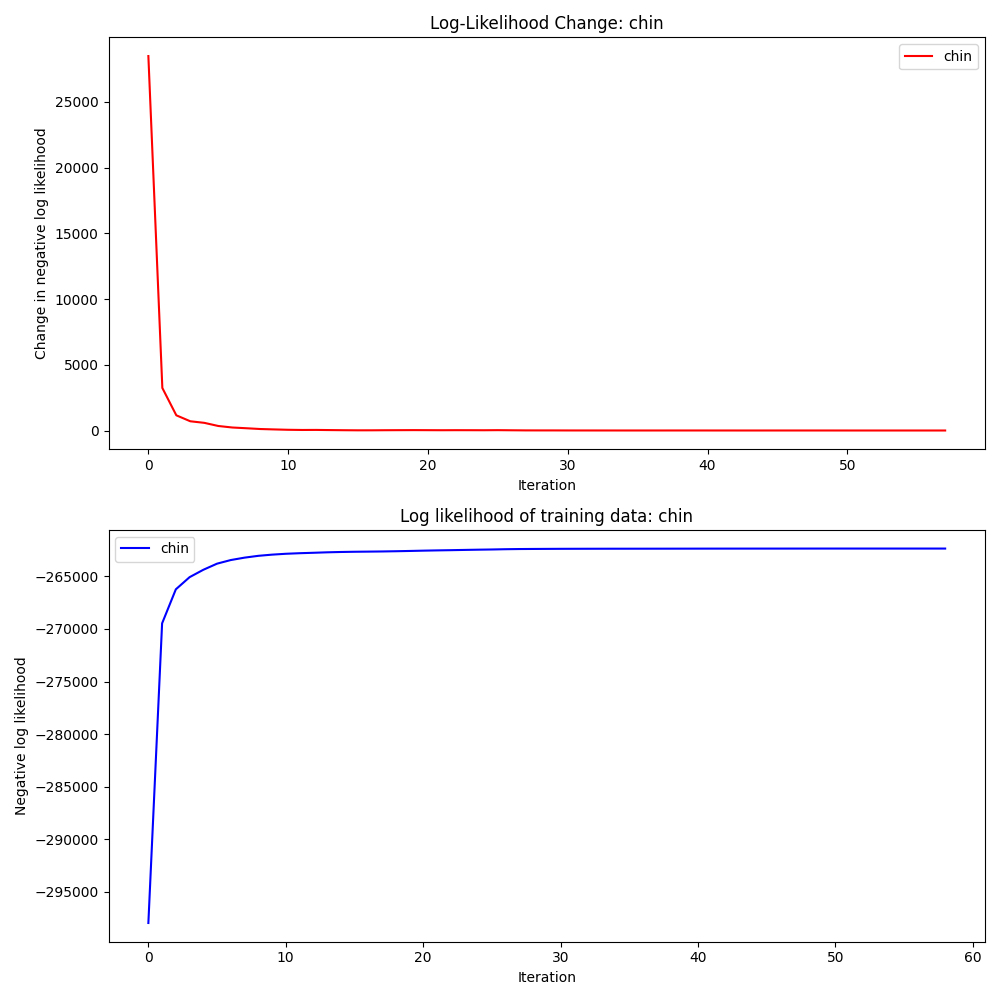 Log-Likelihood Change: chin
chin
Change in negative log likelihood
25000
20000
15000
10000
5000
0
0 10 20 30 40 50
Iteration
Log likelihood of training data: chin
chin
Negative log likelihood
−265000
−270000
−275000
−280000
−285000
−290000
−295000
0 10 20 30 40 50 60
Iteration